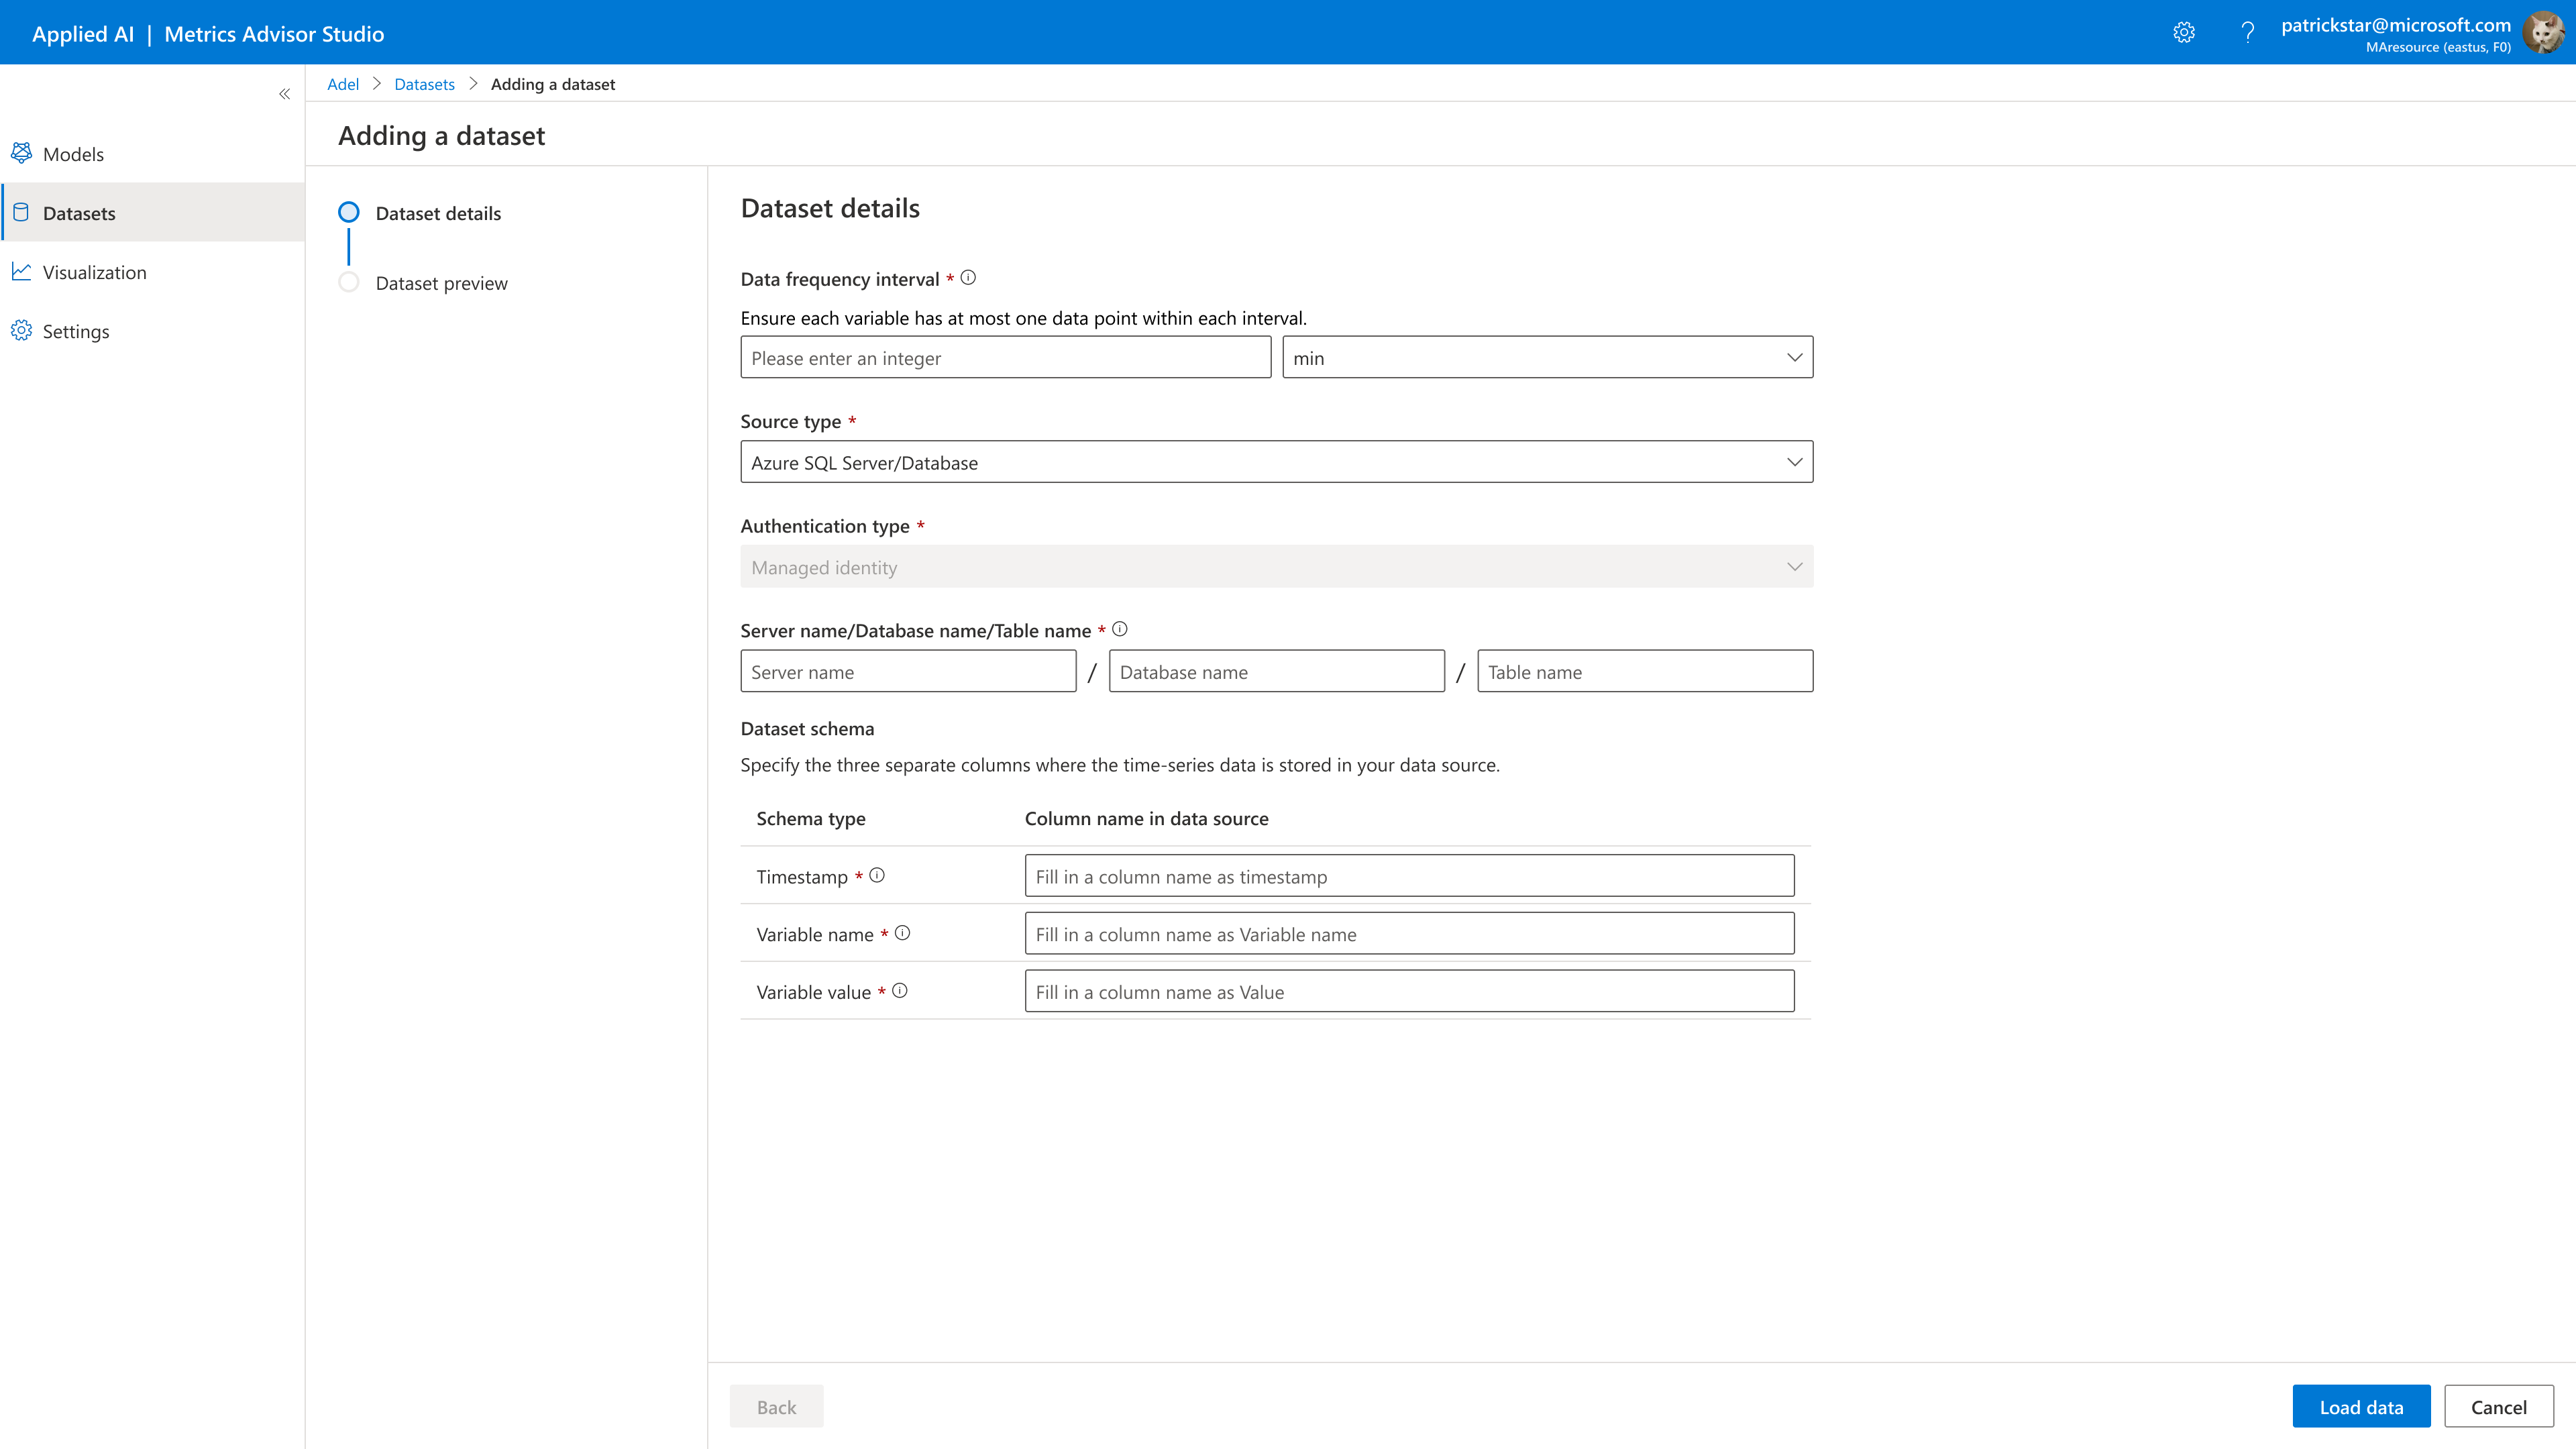 Applied AI | Metrics Advisor Studio
patrickstar@microsoft.com
MAresource (eastus, F0)
Adel > Datasets > Adding a dataset
Models
Datasets
Visualization
Settings
Adding a dataset
Dataset details
Dataset preview
Dataset details
Data frequency interval *
Ensure each variable has at most one data point within each interval.
Please enter an integer min
Source type *
Azure SQL Server/Database
Authentication type *
Managed identity
Server name/Database name/Table name *
Server name / Database name / Table name
Dataset schema
Specify the three separate columns where the time-series data is stored in your data source.
Schema type Column name in data source
Timestamp * Fill in a column name as timestamp
Variable name * Fill in a column name as Variable name
Variable value * Fill in a column name as Value
Back Load data Cancel